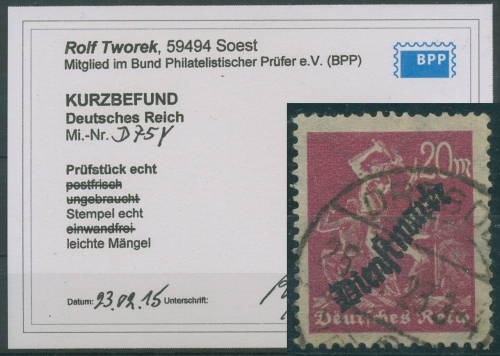 Rolf Tworek, 59494 Soest
Mitglied im Bund Philatelistischer Prüfer e.V. (BPP)
BPP
KURZBEFUND
Deutsches Reich
Mi.-Nr. D75Y
Prüfstück echt
postfrisch
ungebraucht
Stempel echt
einwandfrei
leichte Mängel
Datum: 23.02.15 Unterschrift:
20m
Dienstmarke
Deutsches Reich